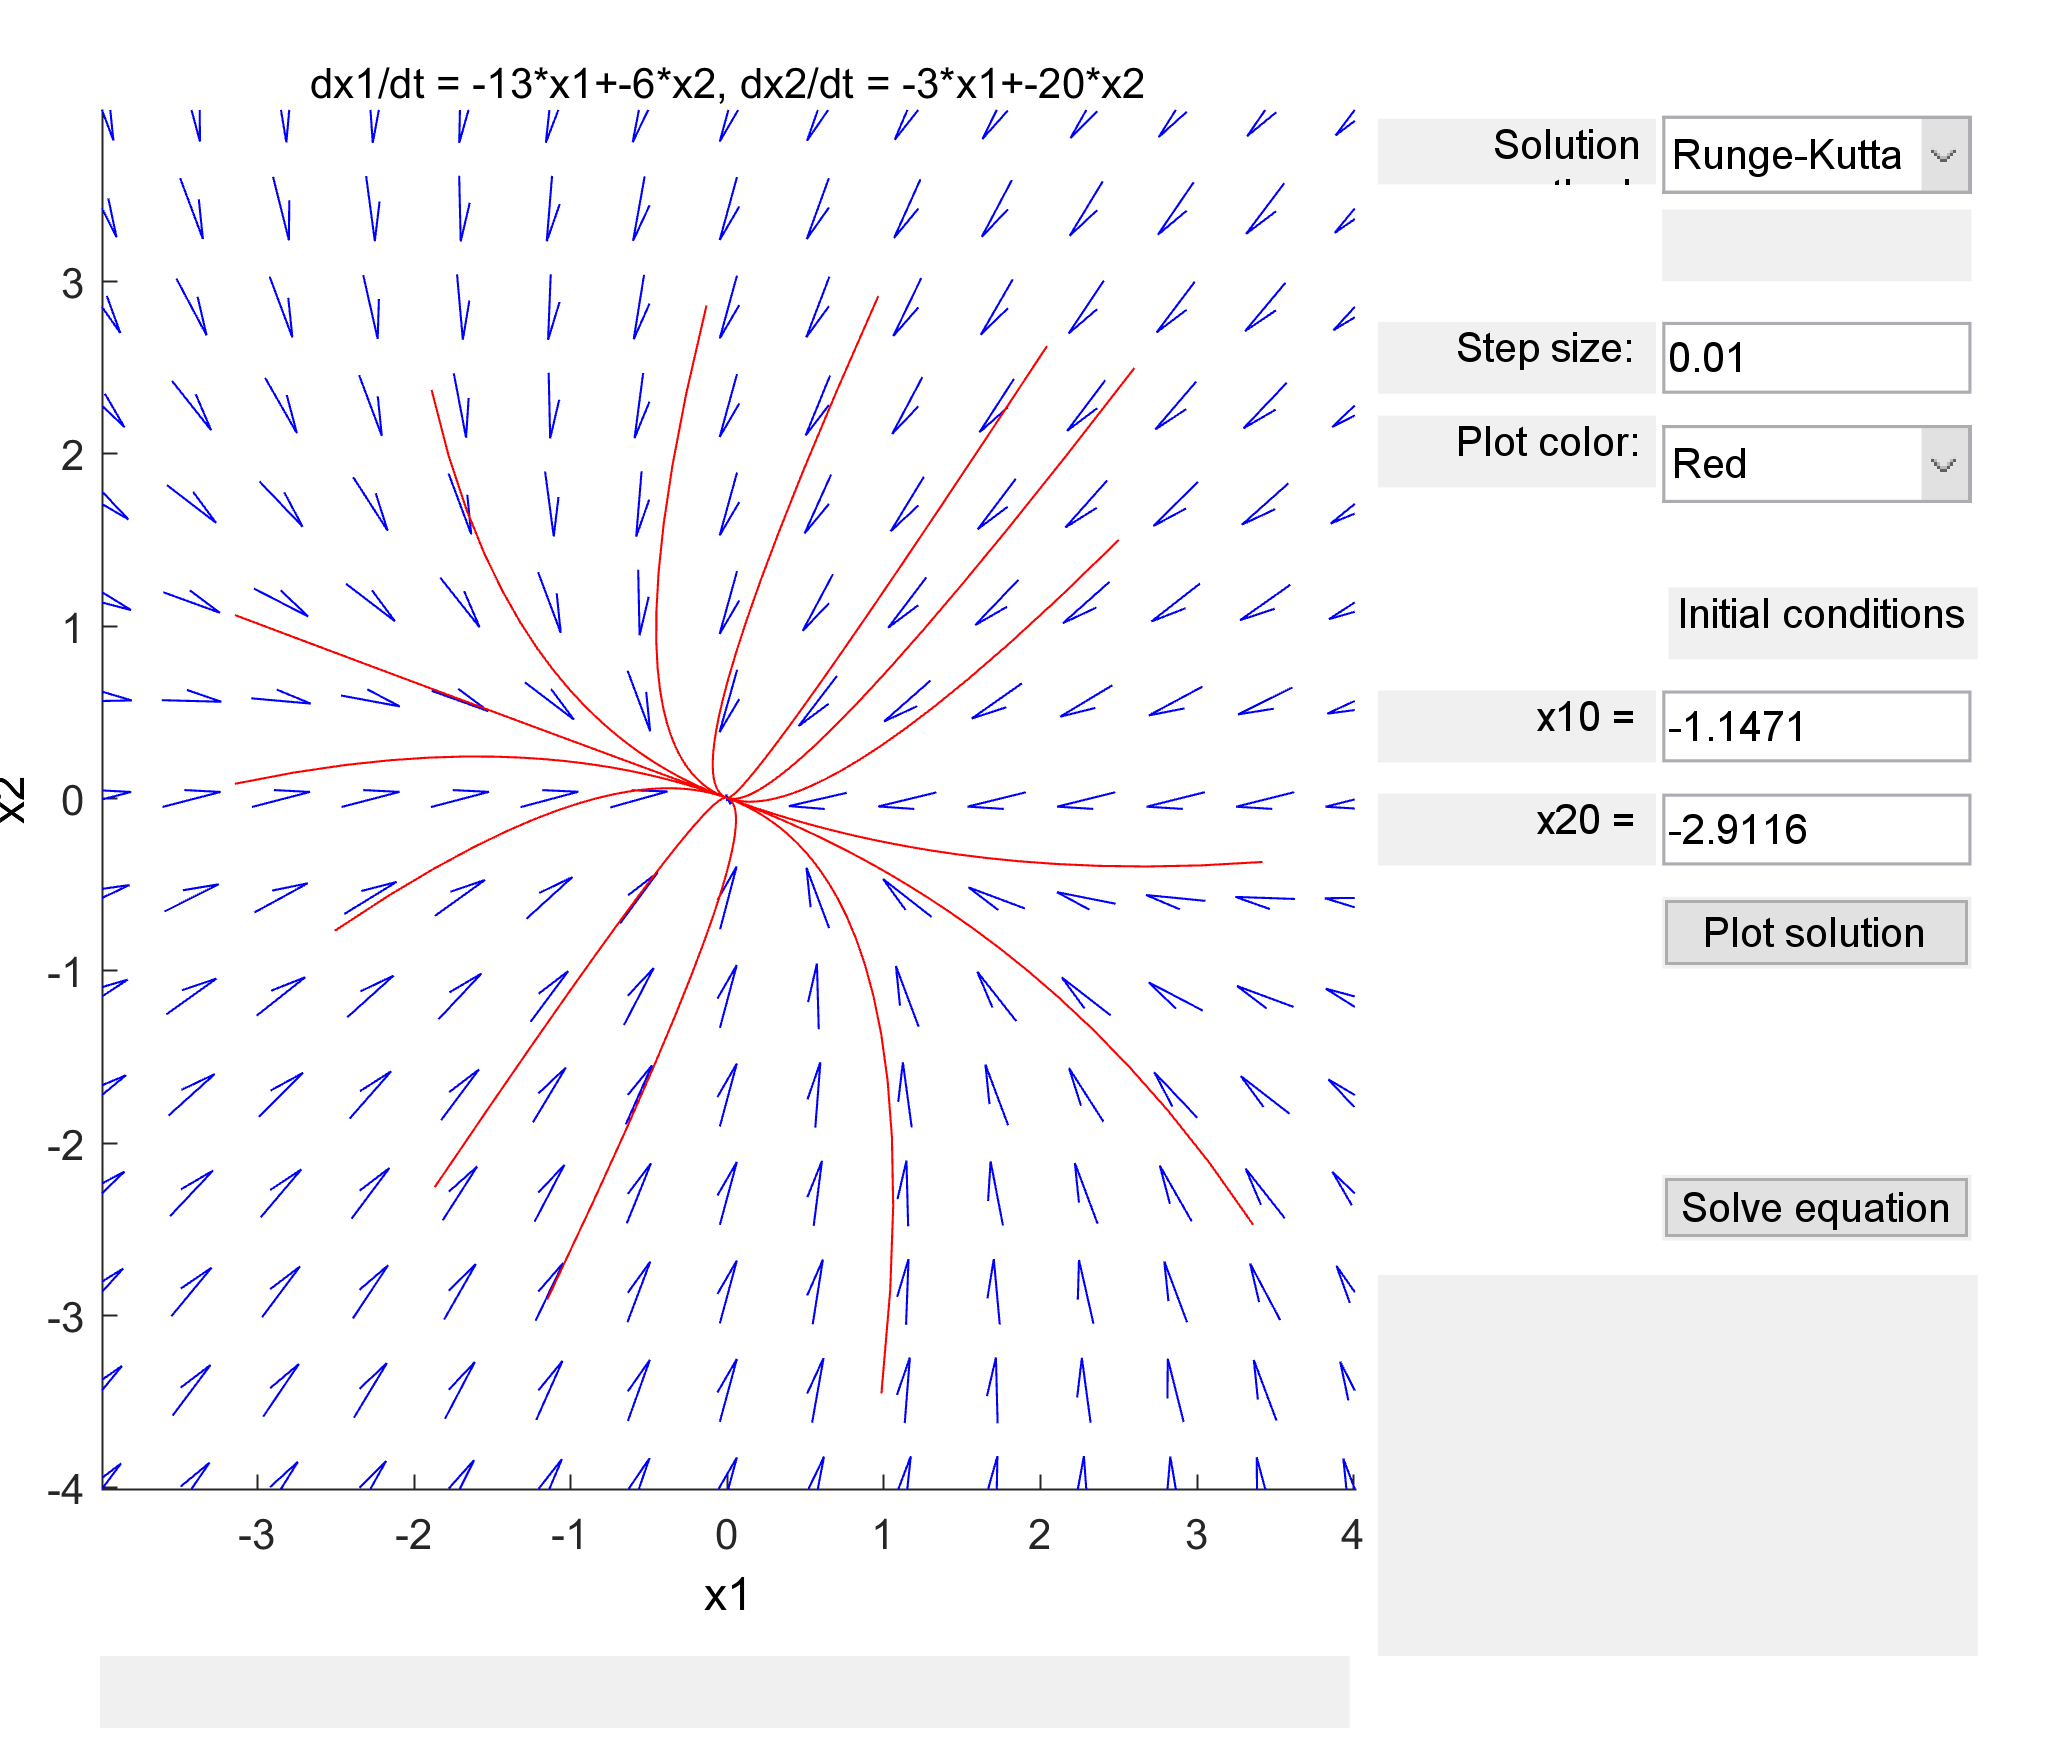 dx1/dt = -13*x1+-6*x2, dx2/dt = -3*x1+-20*x2
3
2
1
0
-1
-2
-3
-4
x2
-3
-2
-1
0
1
2
3
4
x1
Solution
Runge-Kutta
Step size:
0.01
Plot color:
Red
Initial conditions
x10 =
-1.1471
x20 =
-2.9116
Plot solution
Solve equation